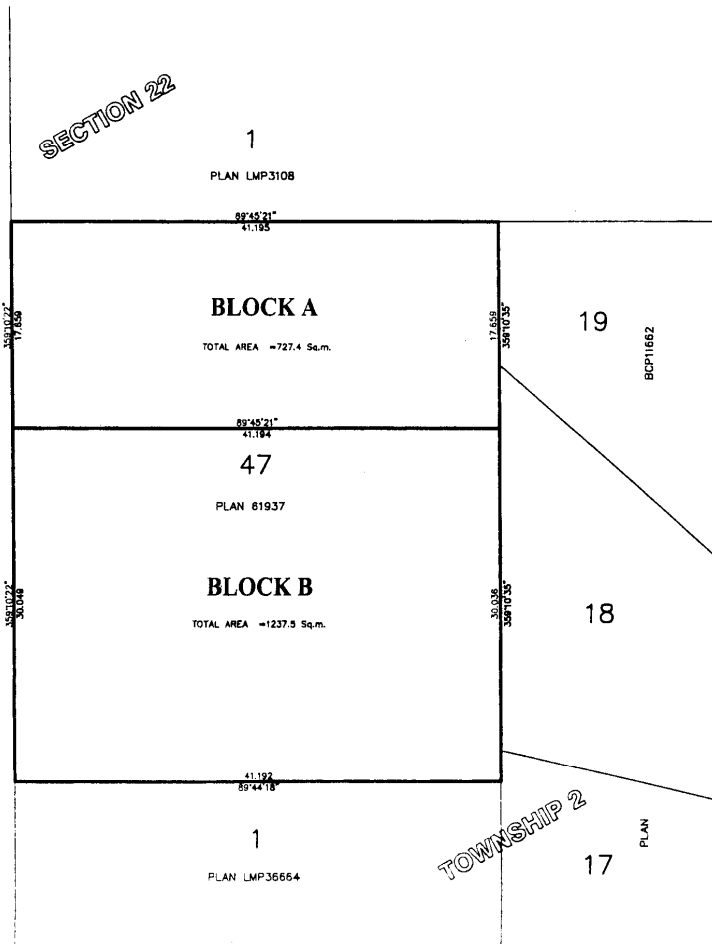 SECTION 22
1
PLAN LMP3108
89°45'21"
41.195
359°10'22"
17.659
BLOCK A
TOTAL AREA =727.4 Sq.m.
17.659
359°10'35"
19
BCP11662
89°45'21"
41.194
47
PLAN 61937
359°10'22"
30.049
BLOCK B
TOTAL AREA =1237.5 Sq.m.
30.036
359°10'35"
18
41.192
89°44'18"
TOWNSHIP 2
1
PLAN LMP36664
17
PLAN